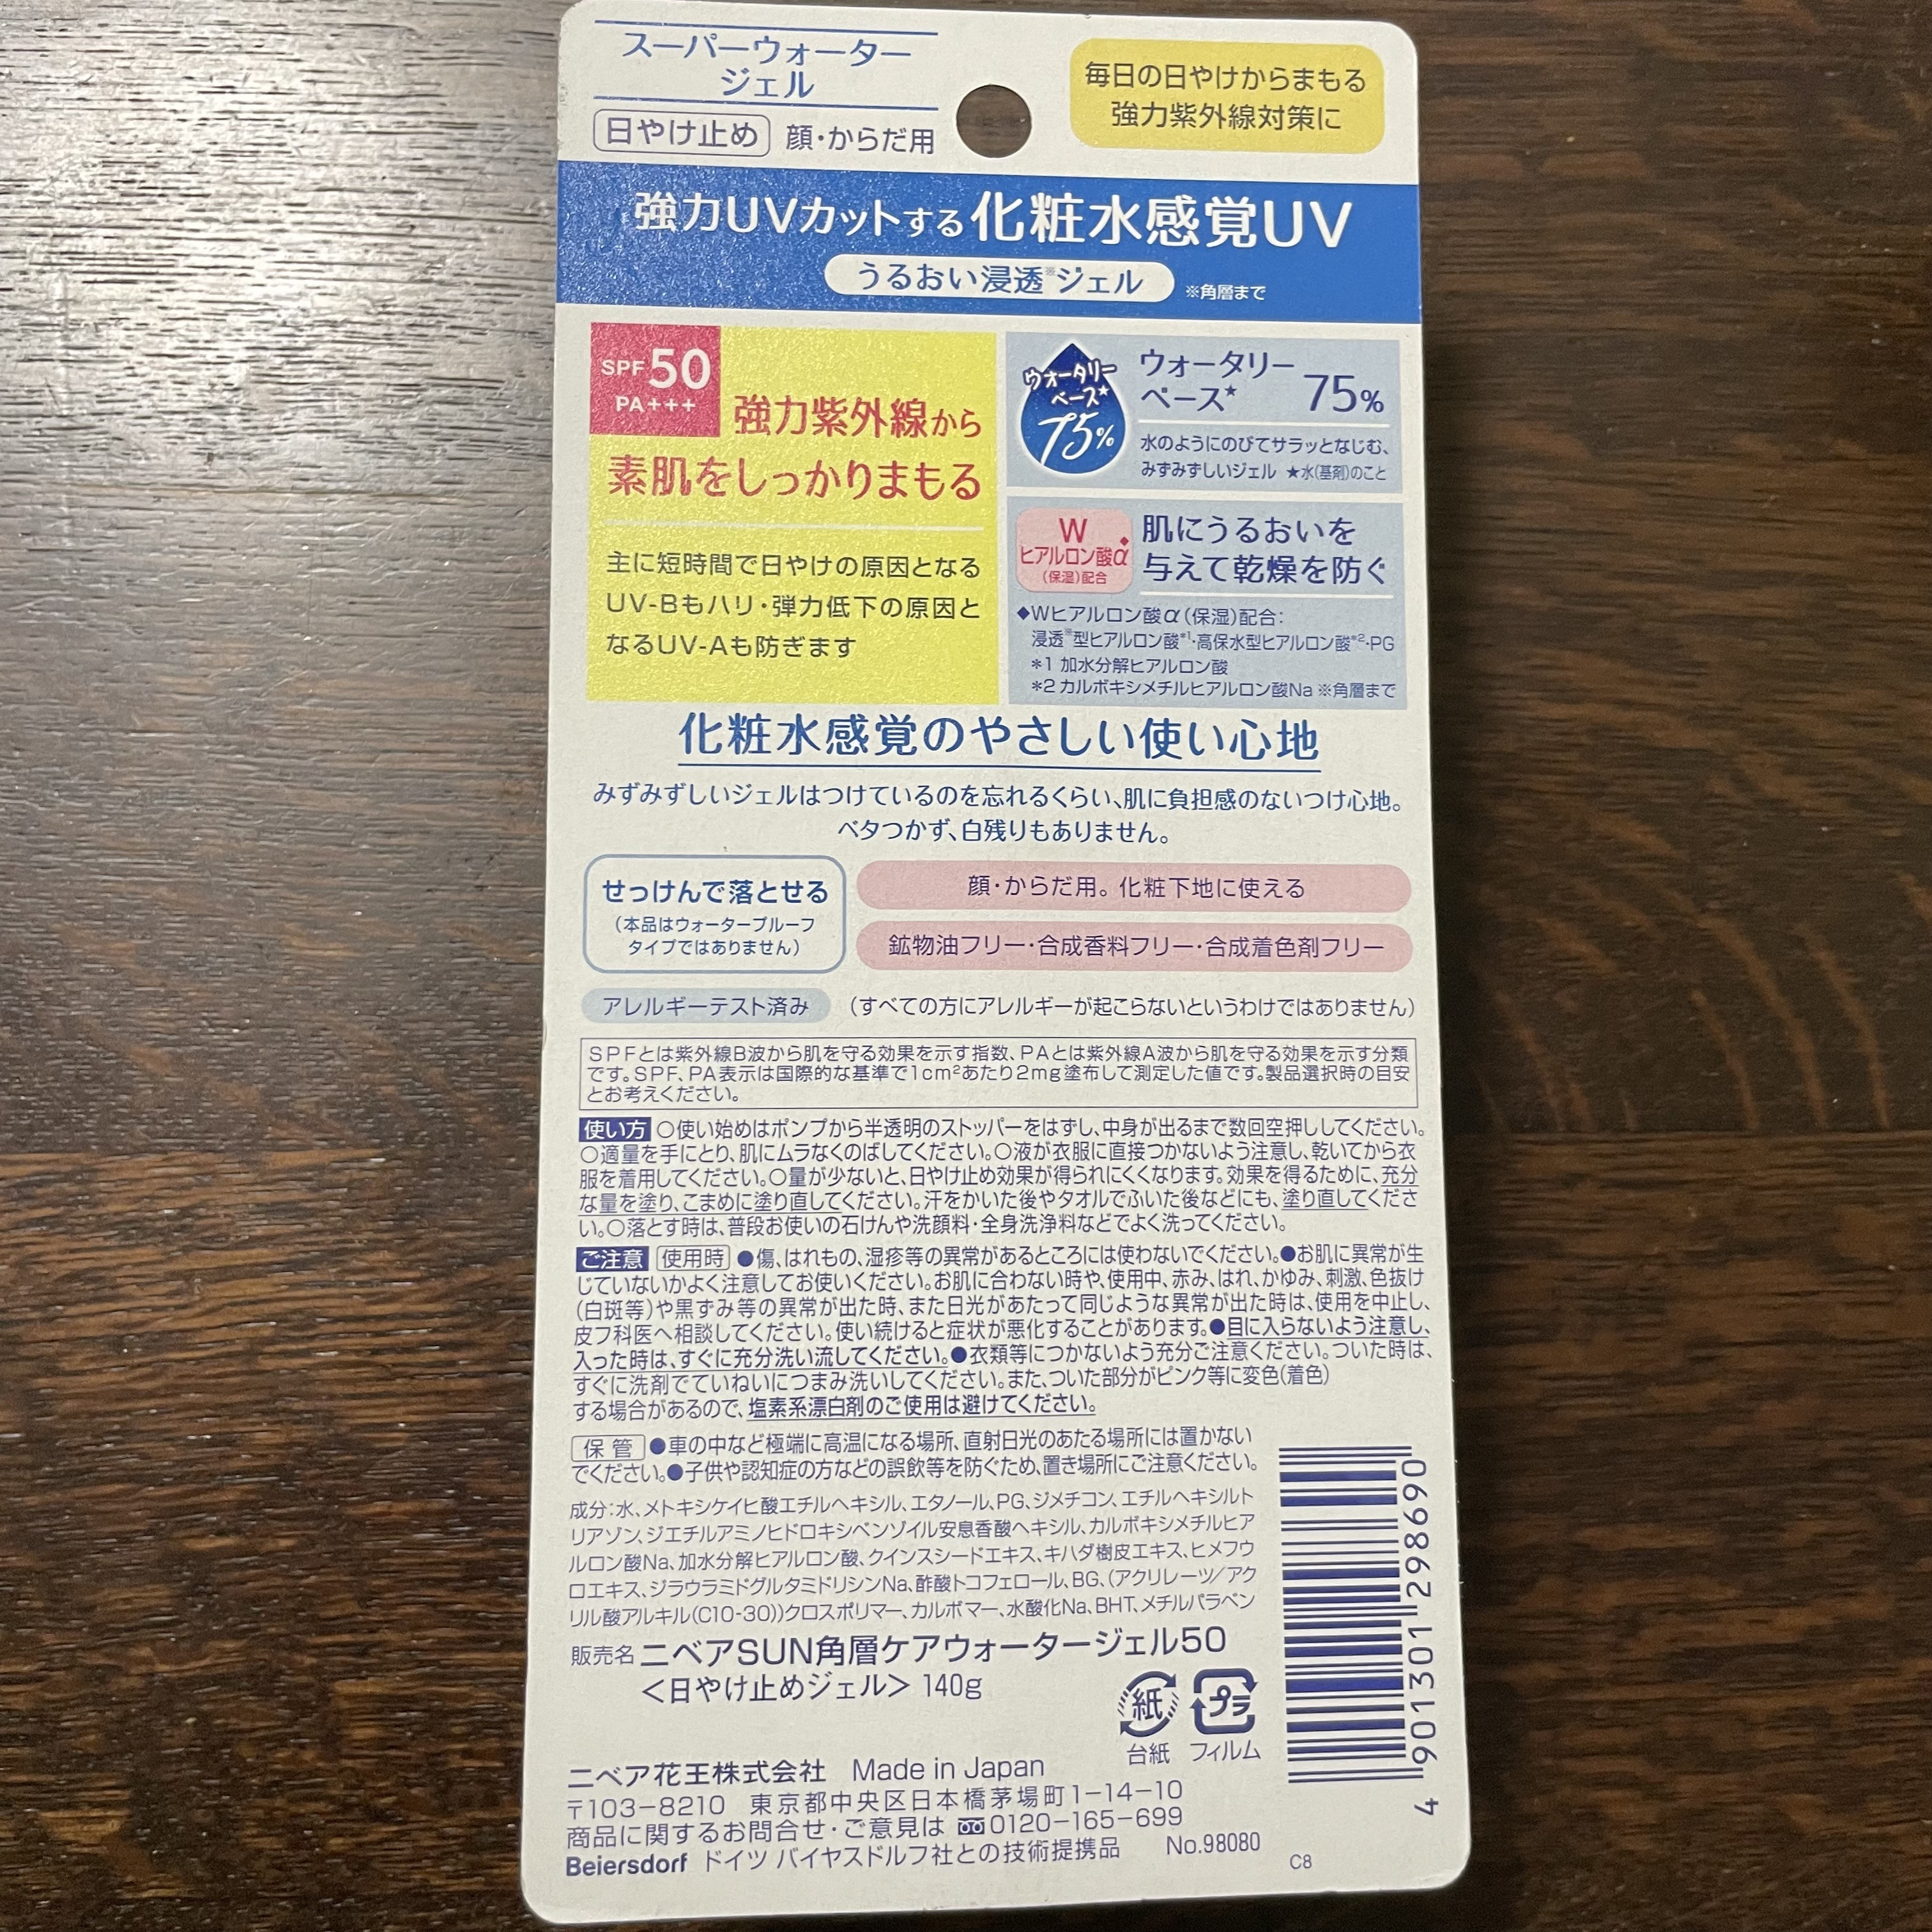 スーパーウォーター
ジェル
日やけ止め 顔・からだ用
毎日の日やけからまもる
強力紫外線対策に
強力UVカットする化粧水感覚UV
うるおい浸透※ジェル ※角層まで
SPF50
PA+++
強力紫外線から
素肌をしっかりまもる
主に短時間で日やけの原因となる
UV-Bもハリ・弾力低下の原因と
なるUV-Aも防ぎます
ウォータリー
ベース★
75%
ウォータリー
ベース★ 75%
水のようにのびてサラッとなじむ、
みずみずしいジェル ★水(基剤)のこと
W
ヒアルロン酸α◆
(保湿)配合
肌にうるおいを
与えて乾燥を防ぐ
◆Wヒアルロン酸α(保湿)配合:
浸透※型ヒアルロン酸*1・高保水型ヒアルロン酸*2・PG
*1 加水分解ヒアルロン酸
*2 カルボキシメチルヒアルロン酸Na ※角層まで
化粧水感覚のやさしい使い心地
みずみずしいジェルはつけているのを忘れるくらい、肌に負担感のないつけ心地。
ベタつかず、白残りもありません。
せっけんで落とせる
(本品はウォータープルーフ
タイプではありません)
顔・からだ用。化粧下地に使える
鉱物油フリー・合成香料フリー・合成着色剤フリー
アレルギーテスト済み (すべての方にアレルギーが起こらないというわけではありません)
SPFとは紫外線B波から肌を守る効果を示す指数、PAとは紫外線A波から肌を守る効果を示す分類
です。SPF、PA表示は国際的な基準で1cm²あたり2mg塗布して測定した値です。製品選択時の目安
とお考えください。
使い方 ○使い始めはポンプから半透明のストッパーをはずし、中身が出るまで数回空押ししてください。
○適量を手にとり、肌にムラなくのばしてください。○液が衣服に直接つかないよう注意し、乾いてから衣
服を着用してください。○量が少ないと、日やけ止め効果が得られにくくなります。効果を得るために、充分
な量を塗り、こまめに塗り直してください。汗をかいた後やタオルでふいた後などにも、塗り直してくださ
い。○落とす時は、普段お使いの石けんや洗顔料・全身洗浄料などでよく洗ってください。
ご注意 使用時 ●傷、はれもの、湿疹等の異常があるところには使わないでください。●お肌に異常が生
じていないかよく注意してお使いください。お肌に合わない時や、使用中、赤み、はれ、かゆみ、刺激、色抜け
(白斑等)や黒ずみ等の異常が出た時、また日光があたって同じような異常が出た時は、使用を中止し、
皮フ科医へ相談してください。使い続けると症状が悪化することがあります。●目に入らないよう注意し、
入った時は、すぐに充分洗い流してください。●衣類等につかないよう充分ご注意ください。ついた時は、
すぐに洗剤でていねいにつまみ洗いしてください。また、ついた部分がピンク等に変色(着色)
する場合があるので、塩素系漂白剤のご使用は避けてください。
保管 ●車の中など極端に高温になる場所、直射日光のあたる場所には置かない
でください。●子供や認知症の方などの誤飲等を防ぐため、置き場所にご注意ください。
成分:水、メトキシケイヒ酸エチルヘキシル、エタノール、PG、ジメチコン、エチルヘキシルト
リアゾン、ジエチルアミノヒドロキシベンゾイル安息香酸ヘキシル、カルボキシメチルヒア
ルロン酸Na、加水分解ヒアルロン酸、クインスシードエキス、キハダ樹皮エキス、ヒメフウ
ロエキス、ジラウラミドグルタミドリシンNa、酢酸トコフェロール、BG、(アクリレーツ/アク
リル酸アルキル(C10-30))クロスポリマー、カルボマー、水酸化Na、BHT、メチルパラベン
販売名 ニベアSUN角層ケアウォータージェル50
<日やけ止めジェル> 140g
紙 プラ
台紙 フィルム
ニベア花王株式会社 Made in Japan
〒103-8210 東京都中央区日本橋茅場町1-14-10
商品に関するお問合せ・ご意見は 0120-165-699
Beiersdorf ドイツ バイヤスドルフ社との技術提携品 No.98080
C8
4 901301 298690